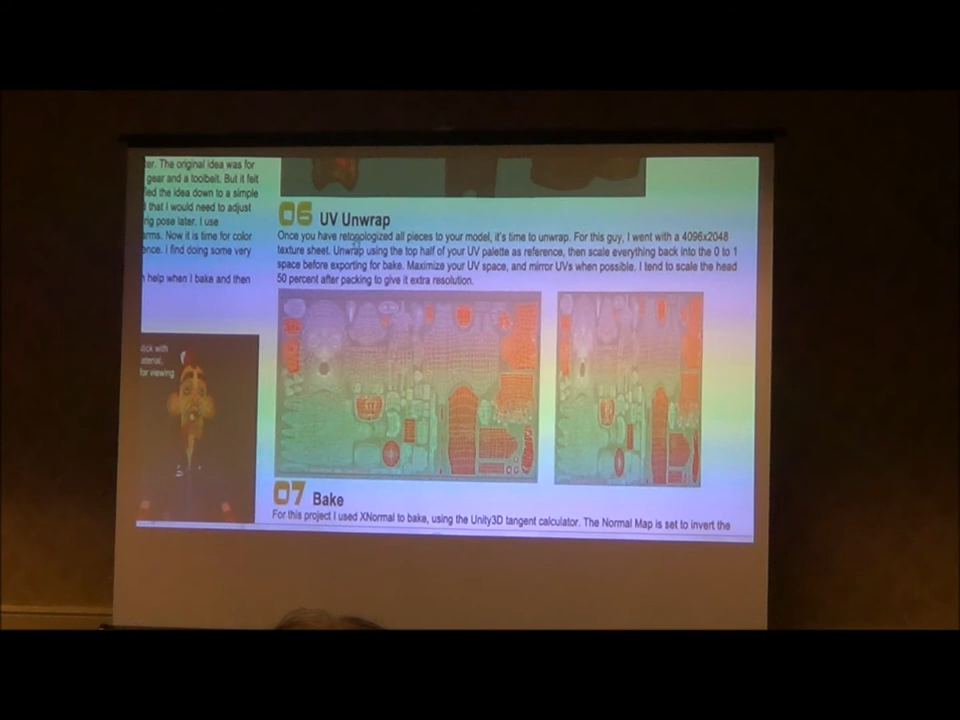 The original idea was for
gear and a toolbelt. But it felt
the idea down to a simple
that I would need to adjust
pose later. I use
Now it is time for color
I find doing some very
help when I bake and then
with
for viewing
06 UV Unwrap
Once you have retopologized all pieces to your model, it's time to unwrap. For this guy, I went with a 4096x2048
texture sheet. Unwrap using the top half of your UV palette as reference, then scale everything back into the 0 to 1
space before exporting for bake. Maximize your UV space, and mirror UVs when possible. I tend to scale the head
50 percent after packing to give it extra resolution.
07 Bake
For this project I used XNormal to bake, using the Unity3D tangent calculator. The Normal Map is set to invert the